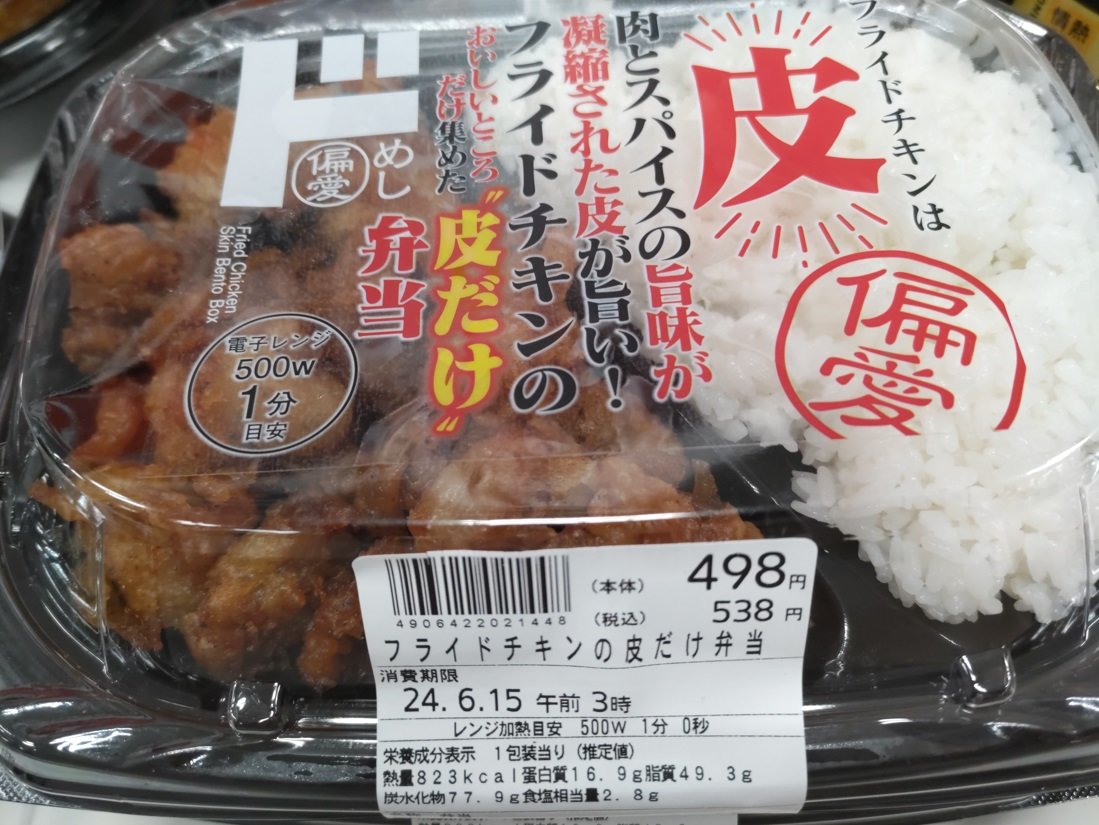 情熱
フライドチキンは
皮
偏愛
肉とスパイスの旨味が
凝縮された皮が旨い!
フライドチキンの
おいしいところ
だけ集めた
"皮だけ"
弁当
ド
めし
偏愛
Fried Chicken
Skin Bento Box
電子レンジ
500w
1分
目安
(本体) 498円
4906422021448 (税込) 538円
フライドチキンの皮だけ弁当
消費期限
24.6.15 午前 3時
レンジ加熱目安 500W 1分 0秒
栄養成分表示 1包装当り(推定値)
熱量823kcal蛋白質16.9g脂質49.3g
炭水化物77.9g食塩相当量2.8g